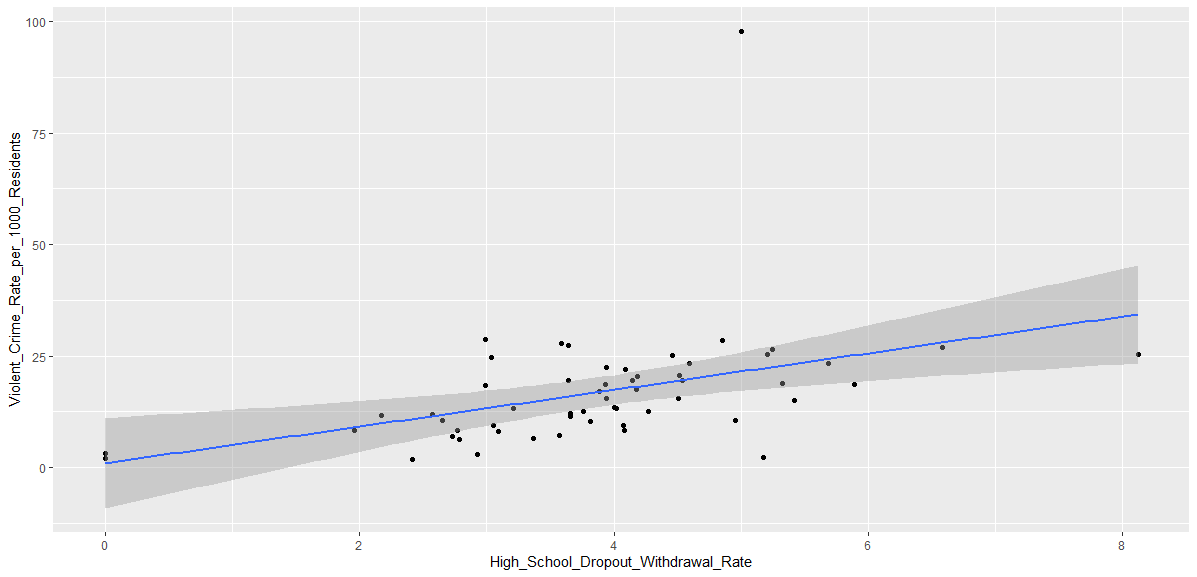 Violent_Crime_Rate_per_1000_Residents
100
75
50
25
0
0 2 4 6 8
High_School_Dropout_Withdrawal_Rate